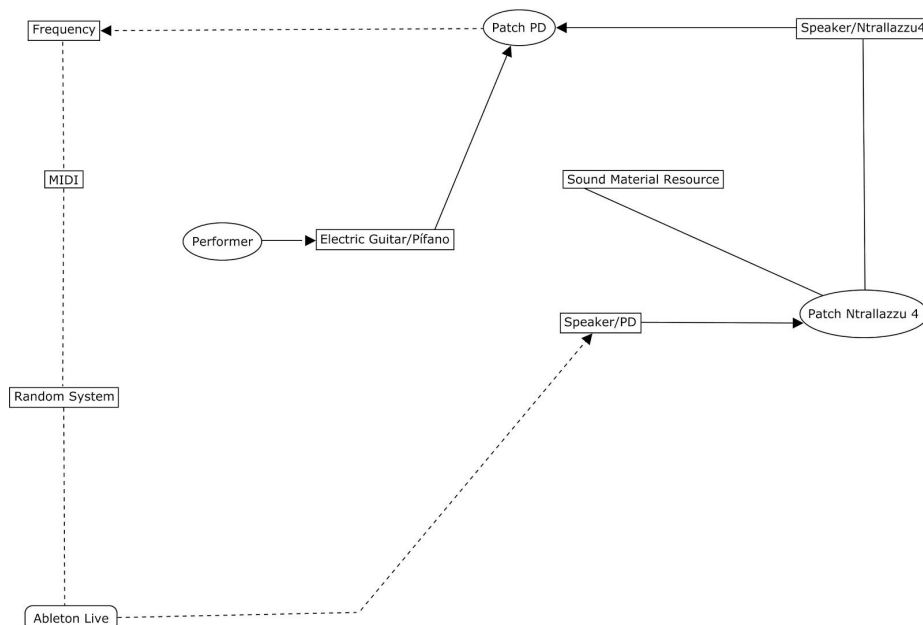 Frequency
Patch PD
Speaker/Ntrallazzu4
MIDI
Sound Material Resource
Performer
Electric Guitar/Pífano
Patch Ntrallazzu 4
Speaker/PD
Random System
Ableton Live